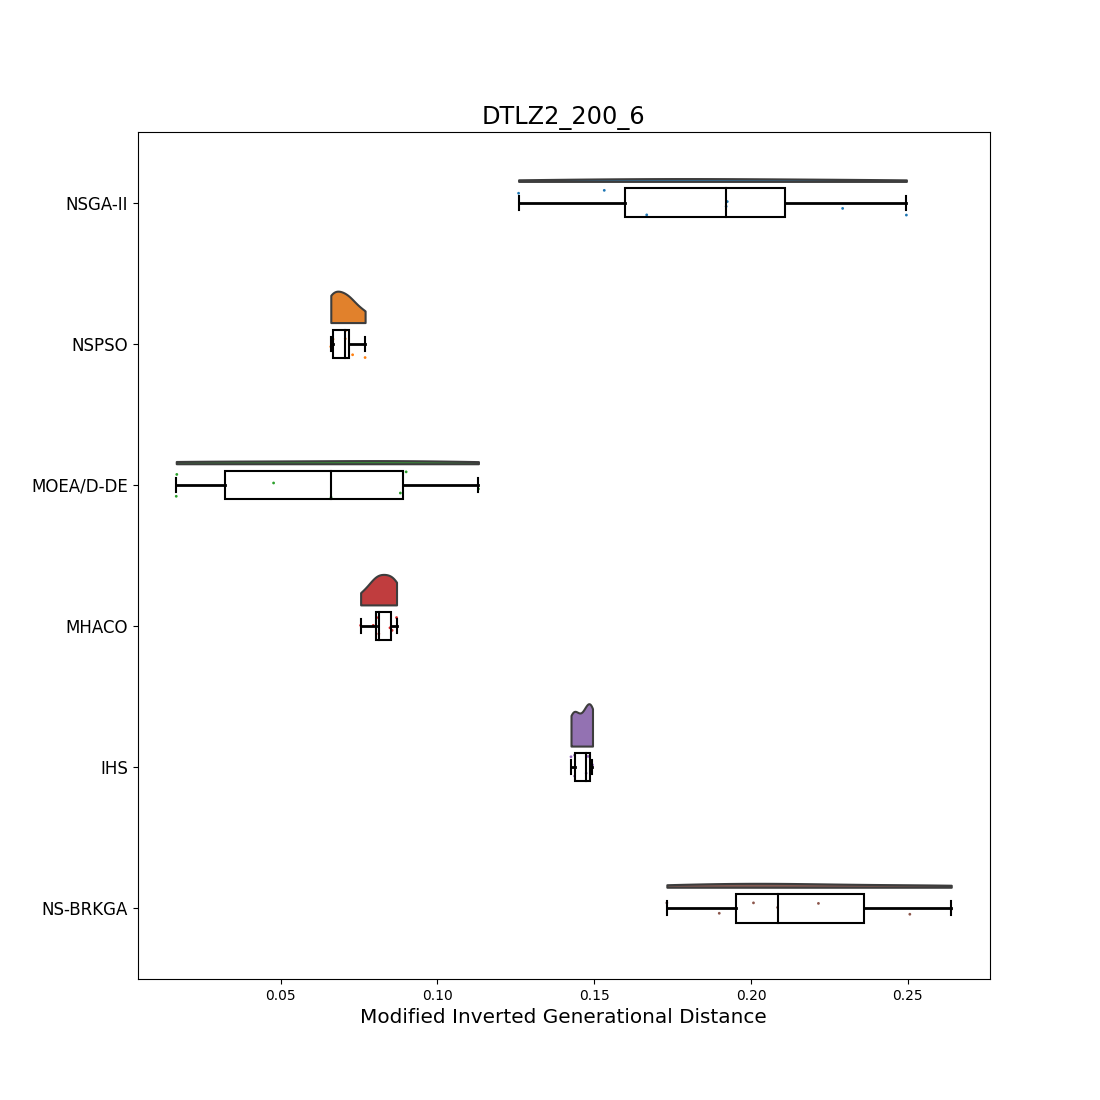 DTLZ2_200_6
NSGA-II
NSPSO
MOEA/D-DE
MHACO
IHS
NS-BRKGA
0.05 0.10 0.15 0.20 0.25
Modified Inverted Generational Distance